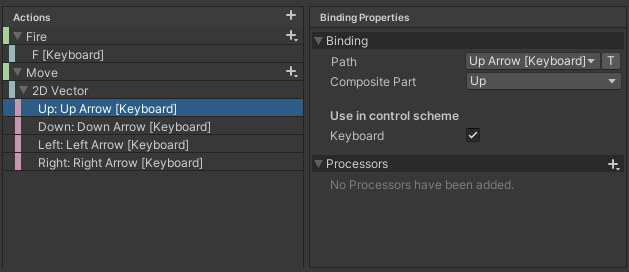 Actions
Fire
F [Keyboard]
Move
2D Vector
Up: Up Arrow [Keyboard]
Down: Down Arrow [Keyboard]
Left: Left Arrow [Keyboard]
Right: Right Arrow [Keyboard]
Binding Properties
Binding
Path Up Arrow [Keyboard] T
Composite Part Up
Use in control scheme
Keyboard
Processors
No Processors have been added.